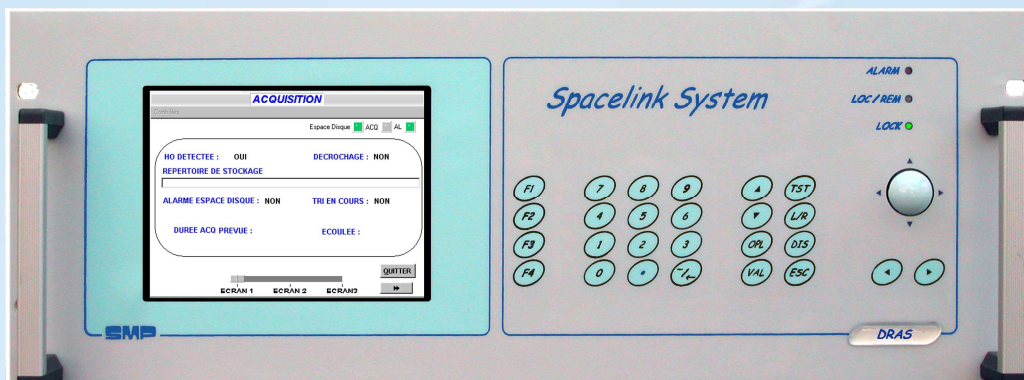 ACQUISITION
Contrôles
Espace Disque ACQ AL
HO DETECTEE : OUI DECROCHAGE : NON
REPERTOIRE DE STOCKAGE
ALARME ESPACE DISQUE : NON TRI EN COURS : NON
DUREE ACQ PREVUE : ECOULEE :
QUITTER
ECRAN 1 ECRAN 2 ECRAN3
SMP
Spacelink System
ALARM
LOC / REM
LOCK
F1 7 8 9 TST
F2 4 5 6 L/R
F3 1 2 3 OPL DIS
F4 0 • -/← VAL ESC
DRAS